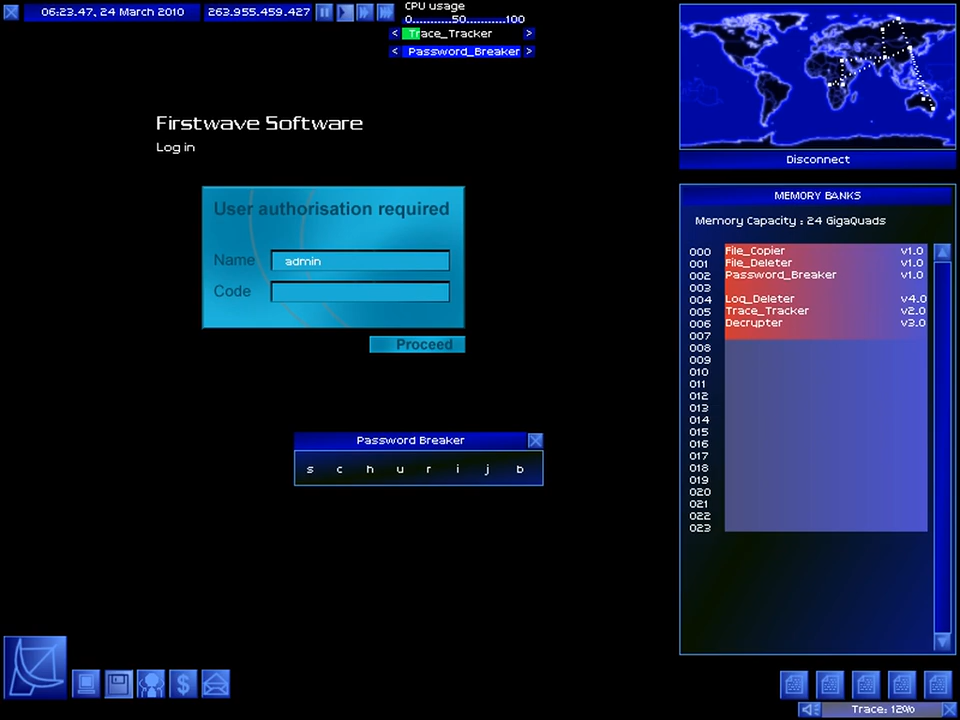 06:23.47, 24 March 2010
263.955.459.427
CPU usage
0...........50...........100
< Trace_Tracker >
< Password_Breaker >
Firstwave Software
Log in
User authorisation required
Name admin
Code
Proceed
Password Breaker
s c h u r i j b
Disconnect
MEMORY BANKS
Memory Capacity : 24 GigaQuads
000 File_Copier v1.0
001 File_Deleter v1.0
002 Password_Breaker v1.0
003
004 Log_Deleter v4.0
005 Trace_Tracker v2.0
006 Decrypter v3.0
007
008
009
010
011
012
013
014
015
016
017
018
019
020
021
022
023
$
Trace: 12%